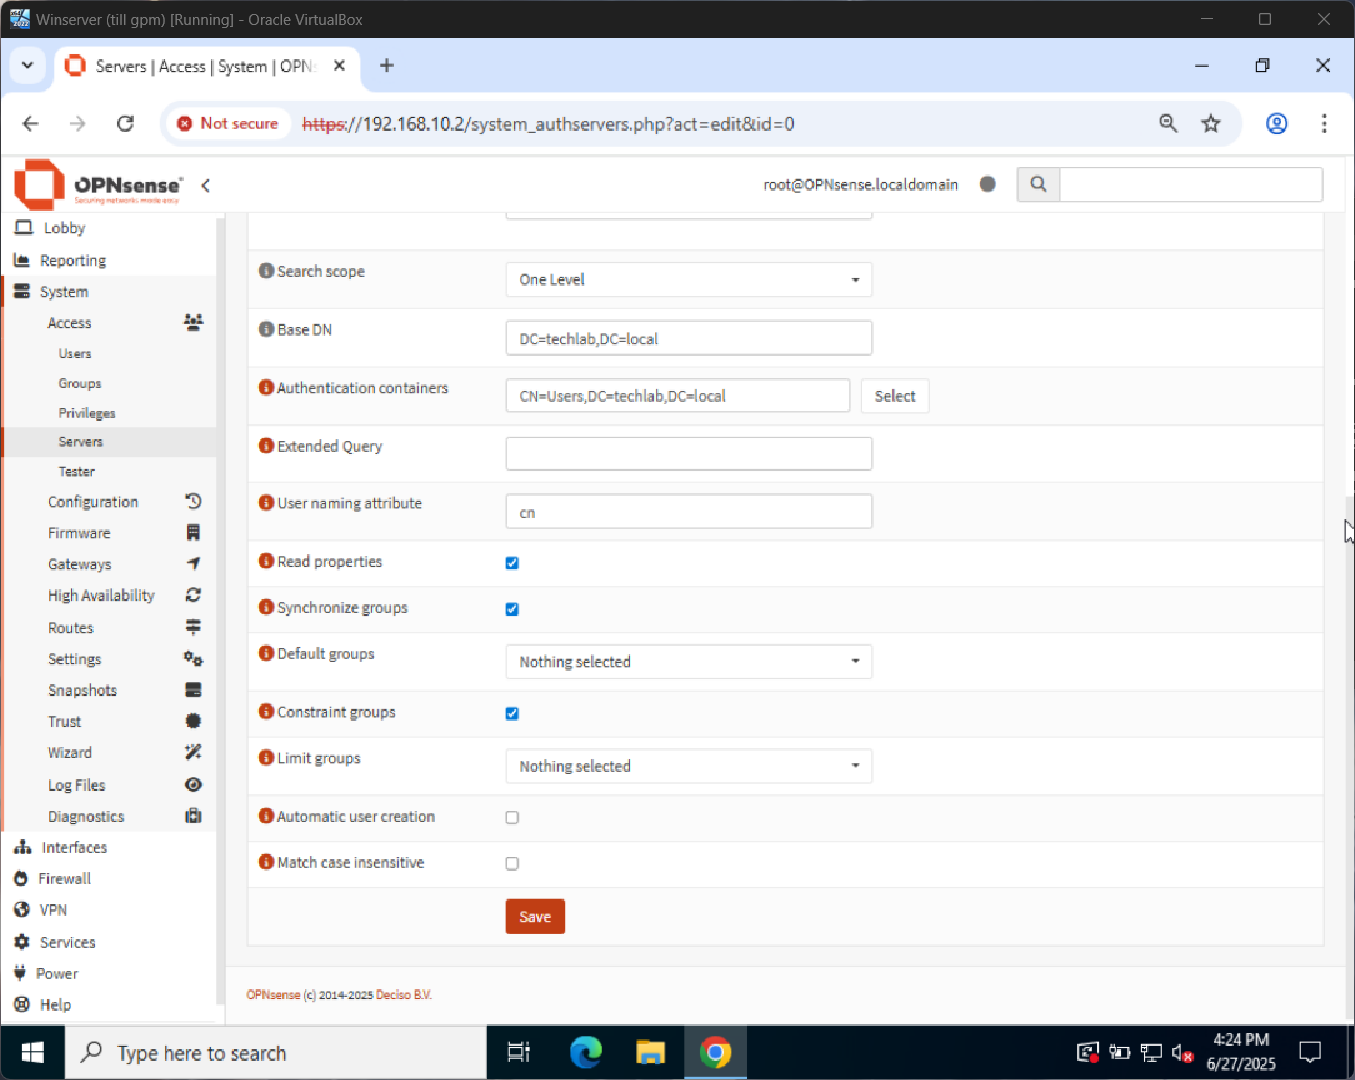 Winserver (till gpm) [Running] - Oracle VirtualBox
Servers | Access | System | OPNs
Not secure
https://192.168.10.2/system_authservers.php?act=edit&id=0
OPNsense
Securing networks made easy
root@OPNsense.localdomain
Lobby
Reporting
System
Access
Users
Groups
Privileges
Servers
Tester
Configuration
Firmware
Gateways
High Availability
Routes
Settings
Snapshots
Trust
Wizard
Log Files
Diagnostics
Interfaces
Firewall
VPN
Services
Power
Help
Search scope
One Level
Base DN
DC=techlab,DC=local
Authentication containers
CN=Users,DC=techlab,DC=local
Select
Extended Query
User naming attribute
cn
Read properties
Synchronize groups
Default groups
Nothing selected
Constraint groups
Limit groups
Nothing selected
Automatic user creation
Match case insensitive
Save
OPNsense (c) 2014-2025 Deciso B.V.
Type here to search
4:24 PM
6/27/2025